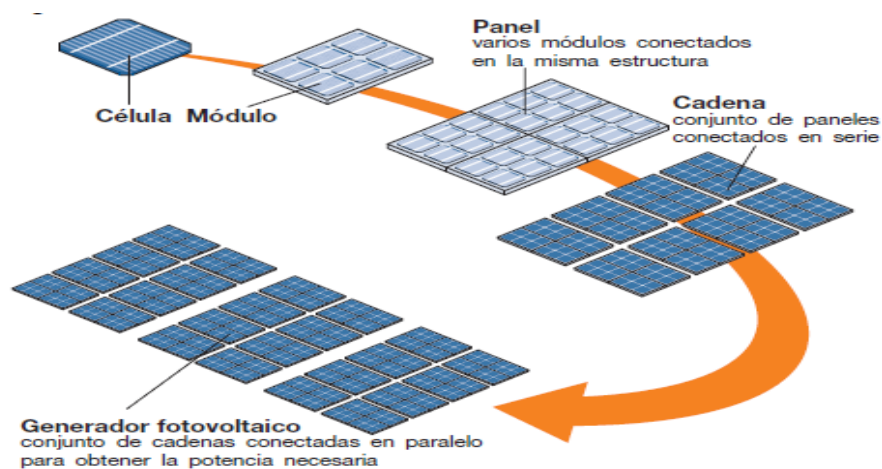 Panel
varios módulos conectados
en la misma estructura
Célula Módulo
Cadena
conjunto de paneles
conectados en serie
Generador fotovoltaico
conjunto de cadenas conectadas en paralelo
para obtener la potencia necesaria